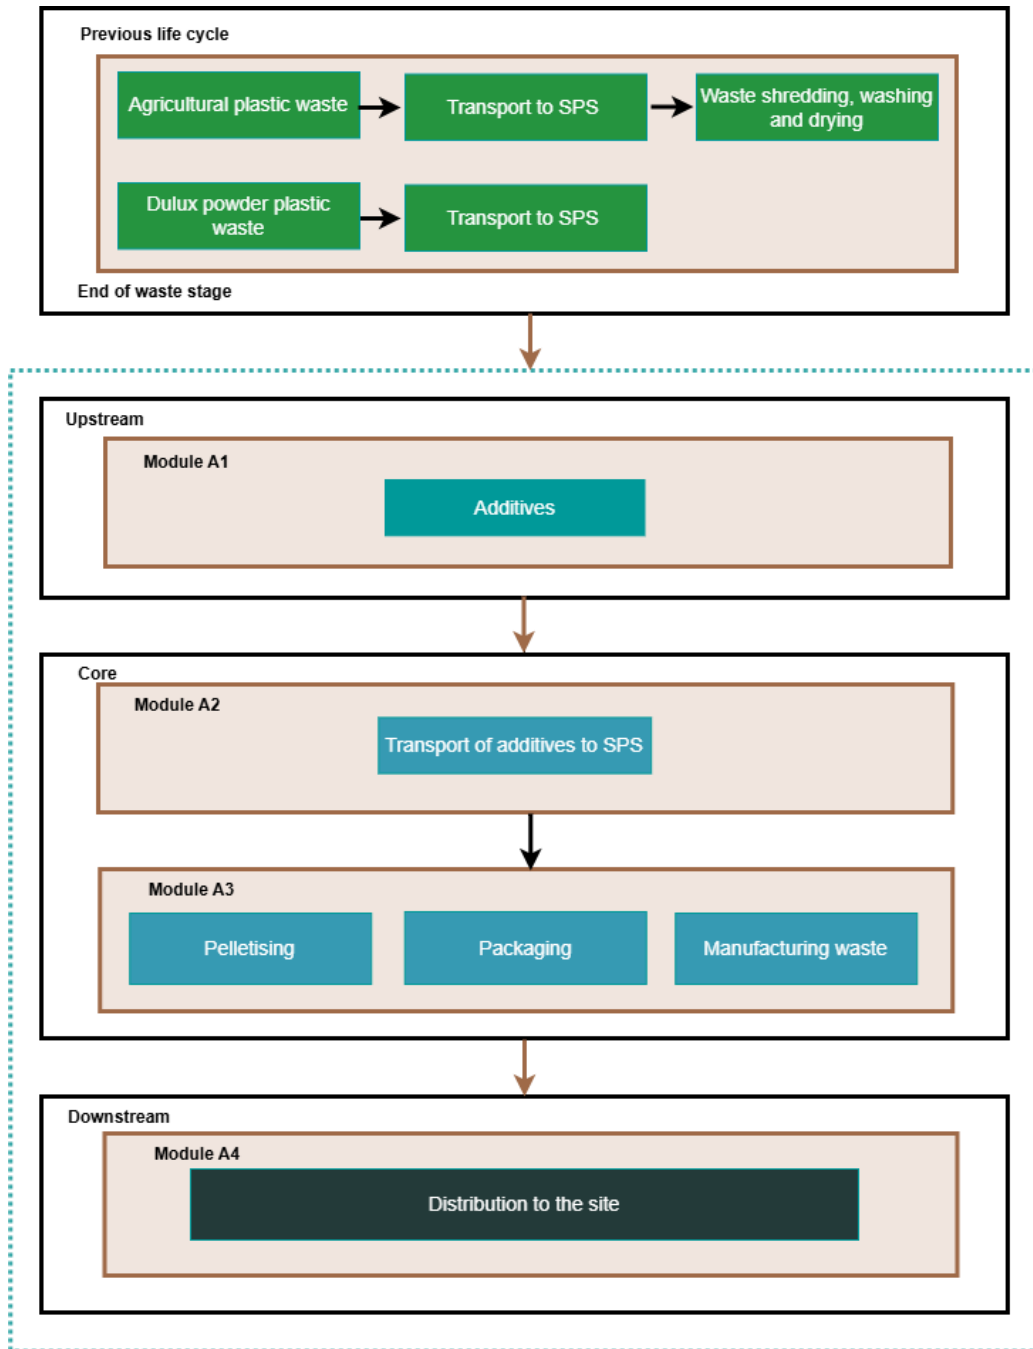 Previous life cycle
Agricultural plastic waste
Transport to SPS
Waste shredding, washing
and drying
Dulux powder plastic
waste
Transport to SPS
End of waste stage
Upstream
Module A1
Additives
Core
Module A2
Transport of additives to SPS
Module A3
Pelletising
Packaging
Manufacturing waste
Downstream
Module A4
Distribution to the site